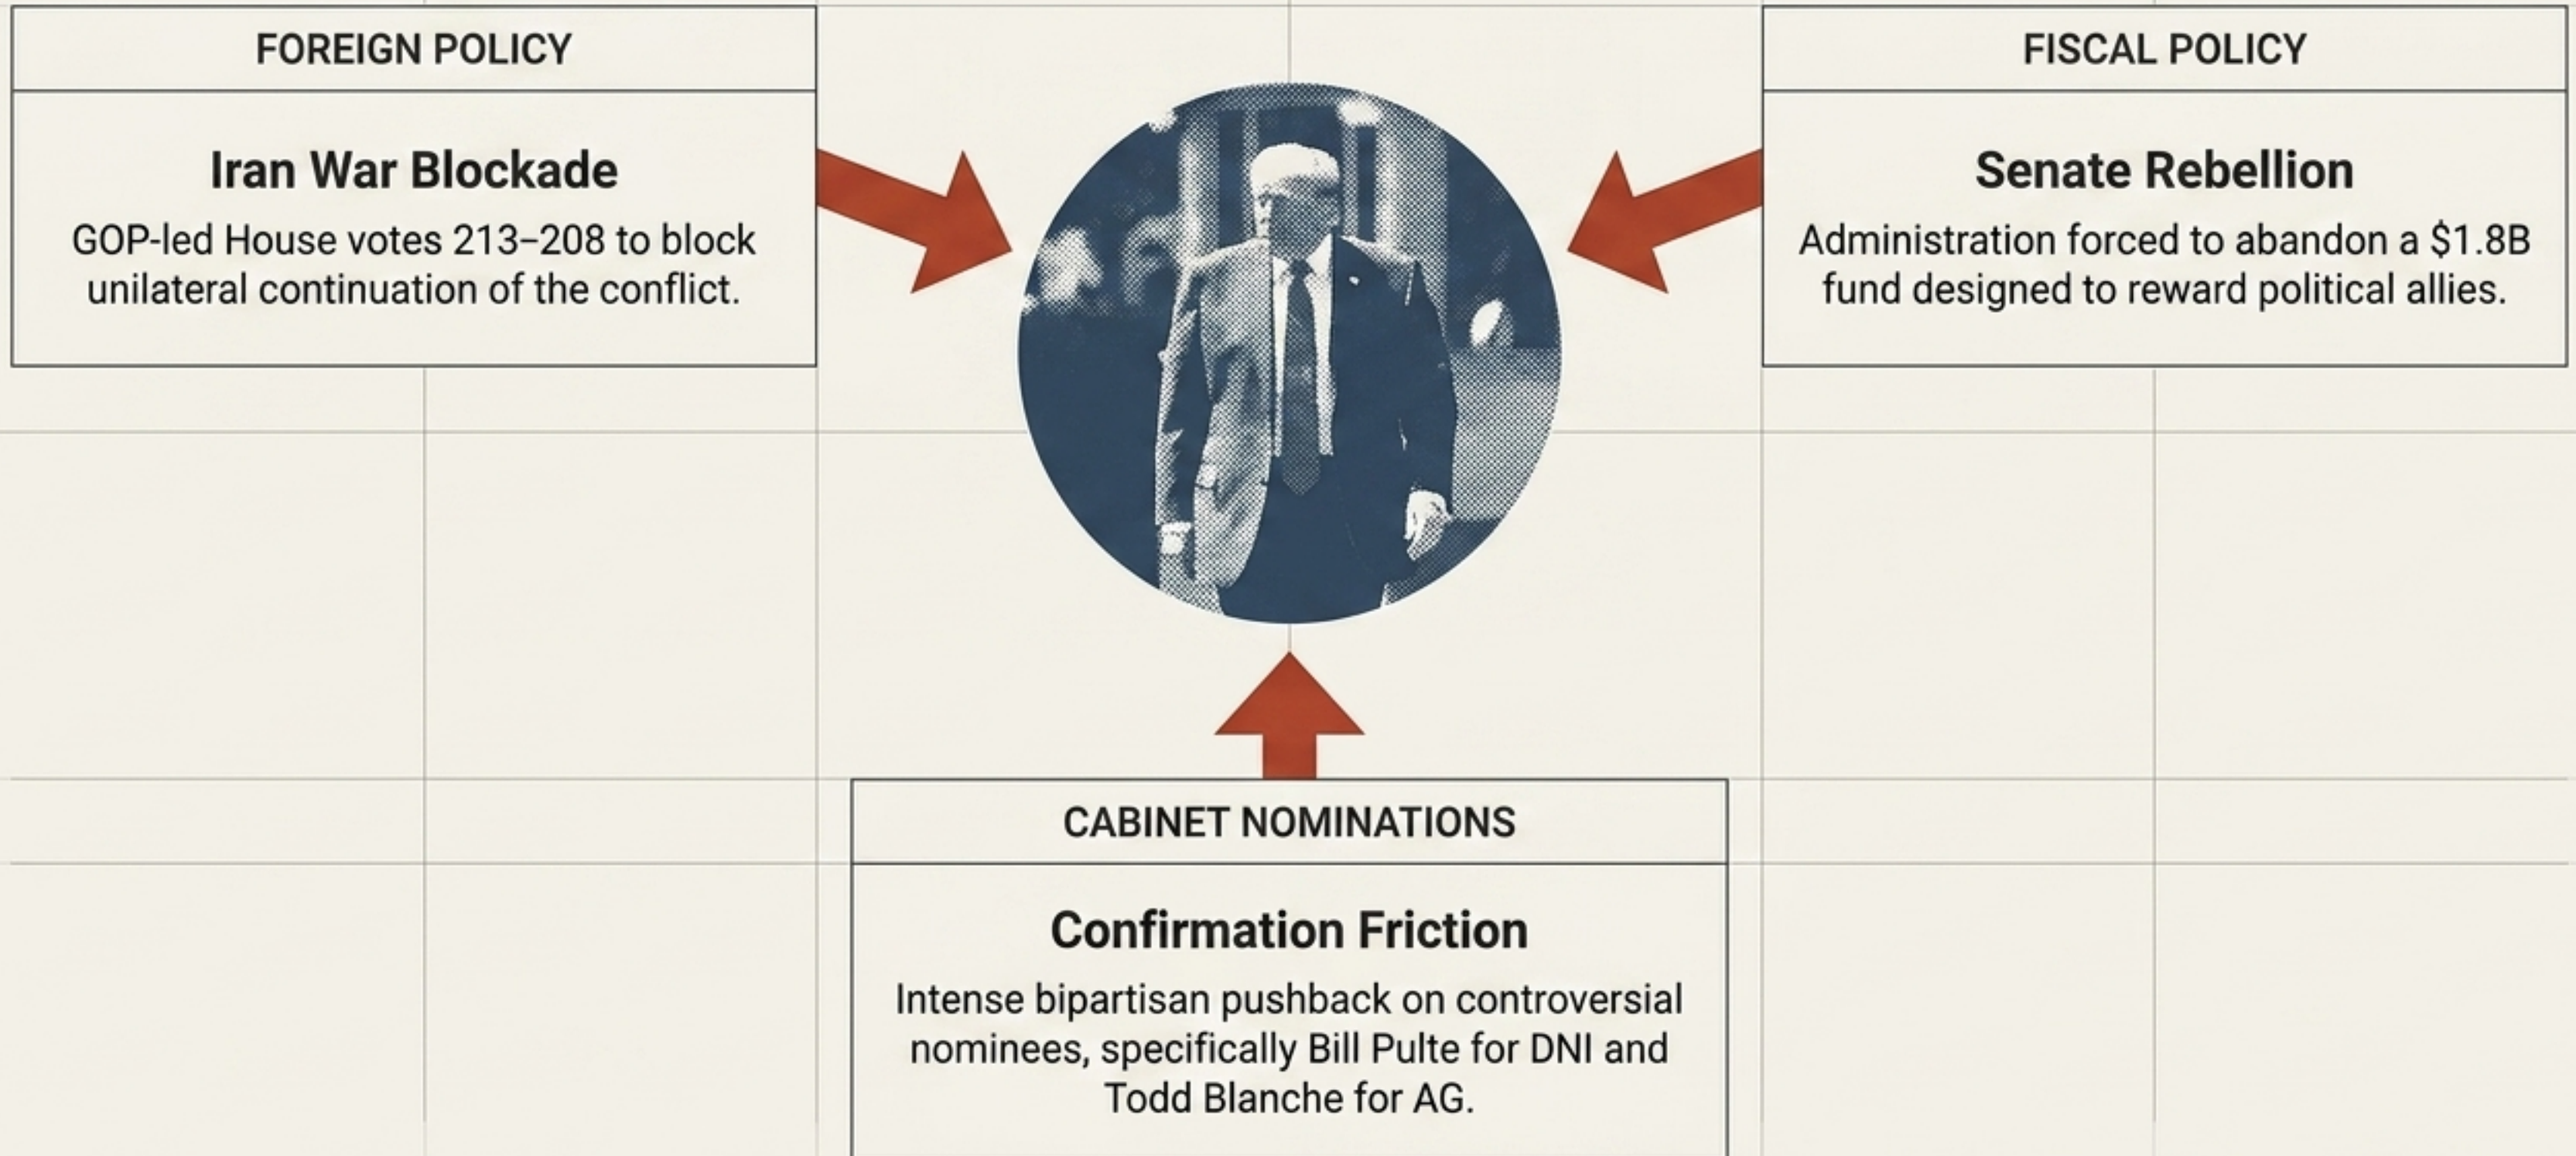 FOREIGN POLICY
Iran War Blockade
GOP-led House votes 213–208 to block
unilateral continuation of the conflict.
FISCAL POLICY
Senate Rebellion
Administration forced to abandon a $1.8B
fund designed to reward political allies.
CABINET NOMINATIONS
Confirmation Friction
Intense bipartisan pushback on controversial
nominees, specifically Bill Pulte for DNI and
Todd Blanche for AG.